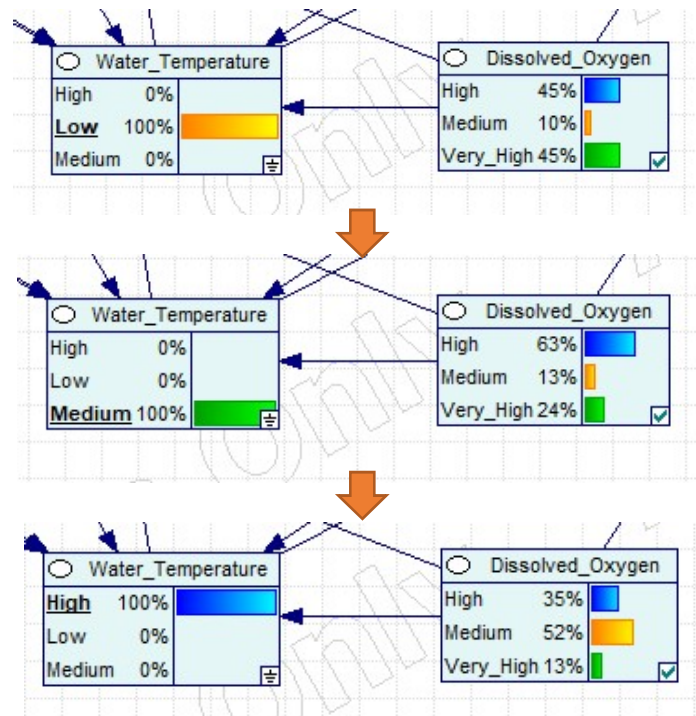 Water_Temperature
High 0%
Low 100%
Medium 0%
Dissolved_Oxygen
High 45%
Medium 10%
Very_High 45%
Water_Temperature
High 0%
Low 0%
Medium 100%
Dissolved_Oxygen
High 63%
Medium 13%
Very_High 24%
Water_Temperature
High 100%
Low 0%
Medium 0%
Dissolved_Oxygen
High 35%
Medium 52%
Very_High 13%